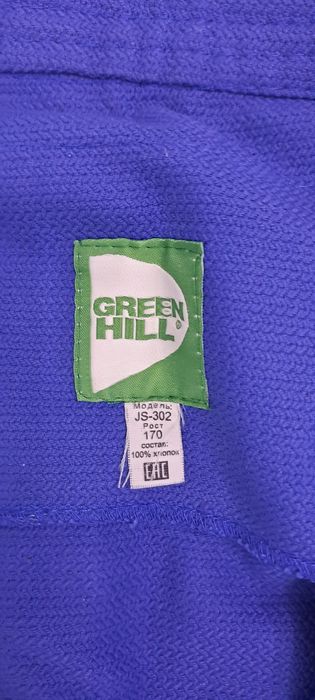 GREEN
HILL®
Модель:
JS-302
Рост
170
состав:
100% хлопок
EAC